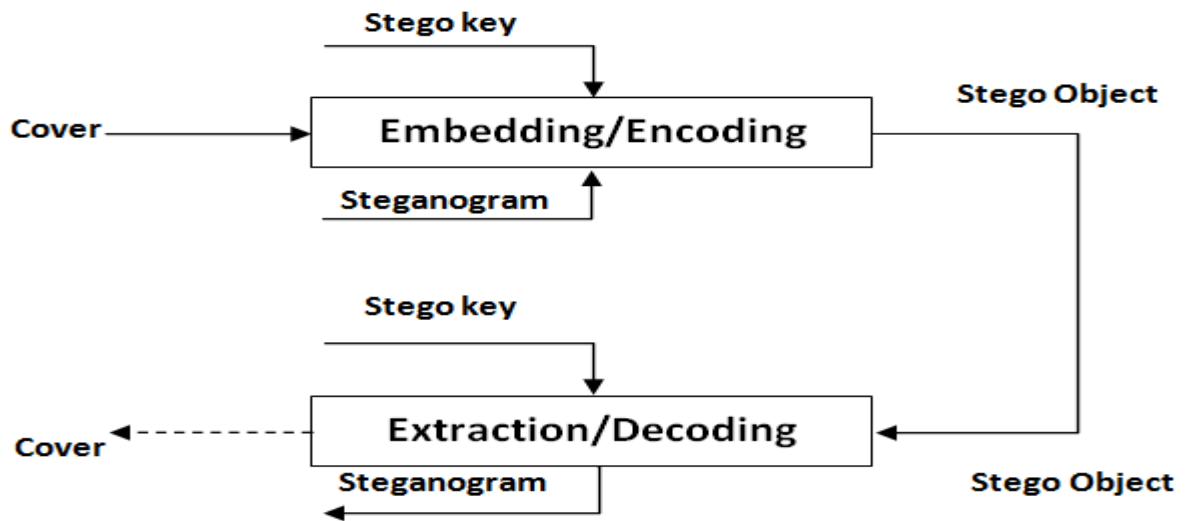 Stego key
Stego Object
Cover
Embedding/Encoding
Steganogram
Stego key
Extraction/Decoding
Cover
Steganogram
Stego Object